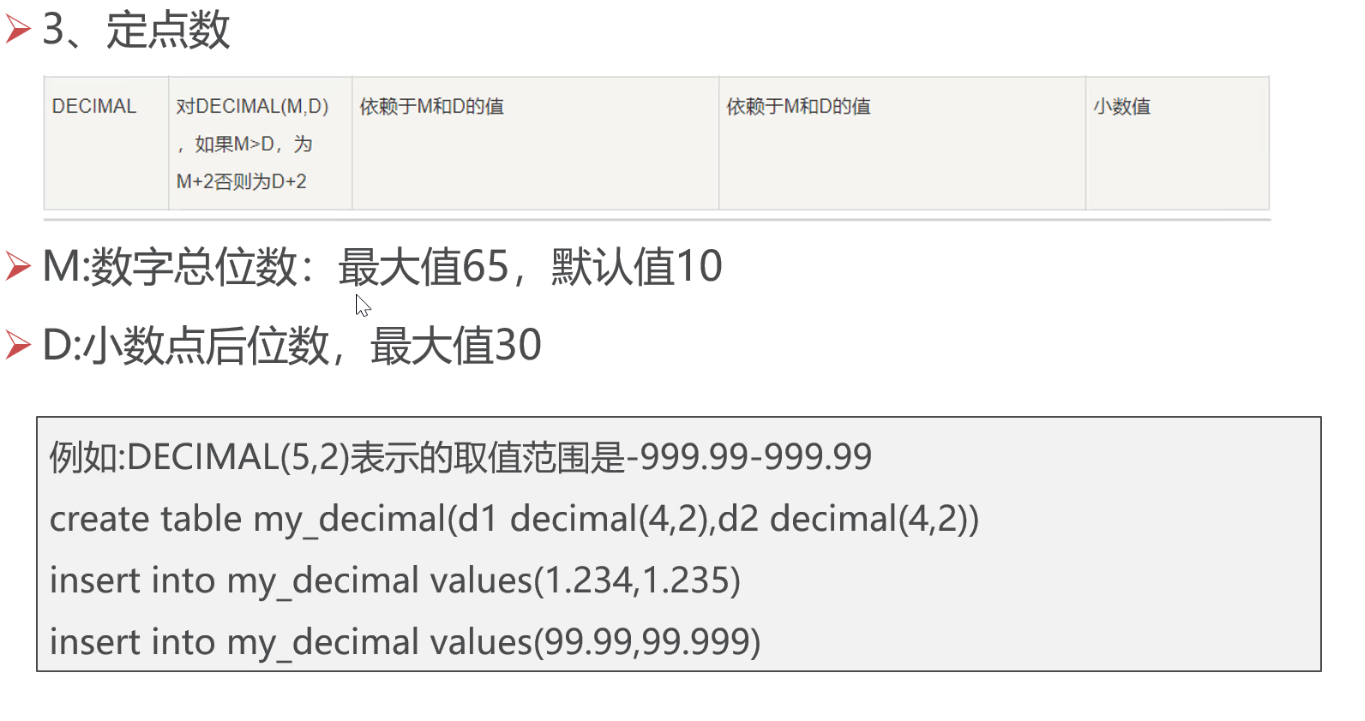 3、定点数
DECIMAL
对DECIMAL(M,D)
，如果M>D，为
M+2否则为D+2
依赖于M和D的值
依赖于M和D的值
小数值
M:数字总位数：最大值65，默认值10
D:小数点后位数，最大值30
例如:DECIMAL(5,2)表示的取值范围是-999.99-999.99
create table my_decimal(d1 decimal(4,2),d2 decimal(4,2))
insert into my_decimal values(1.234,1.235)
insert into my_decimal values(99.99,99.999)